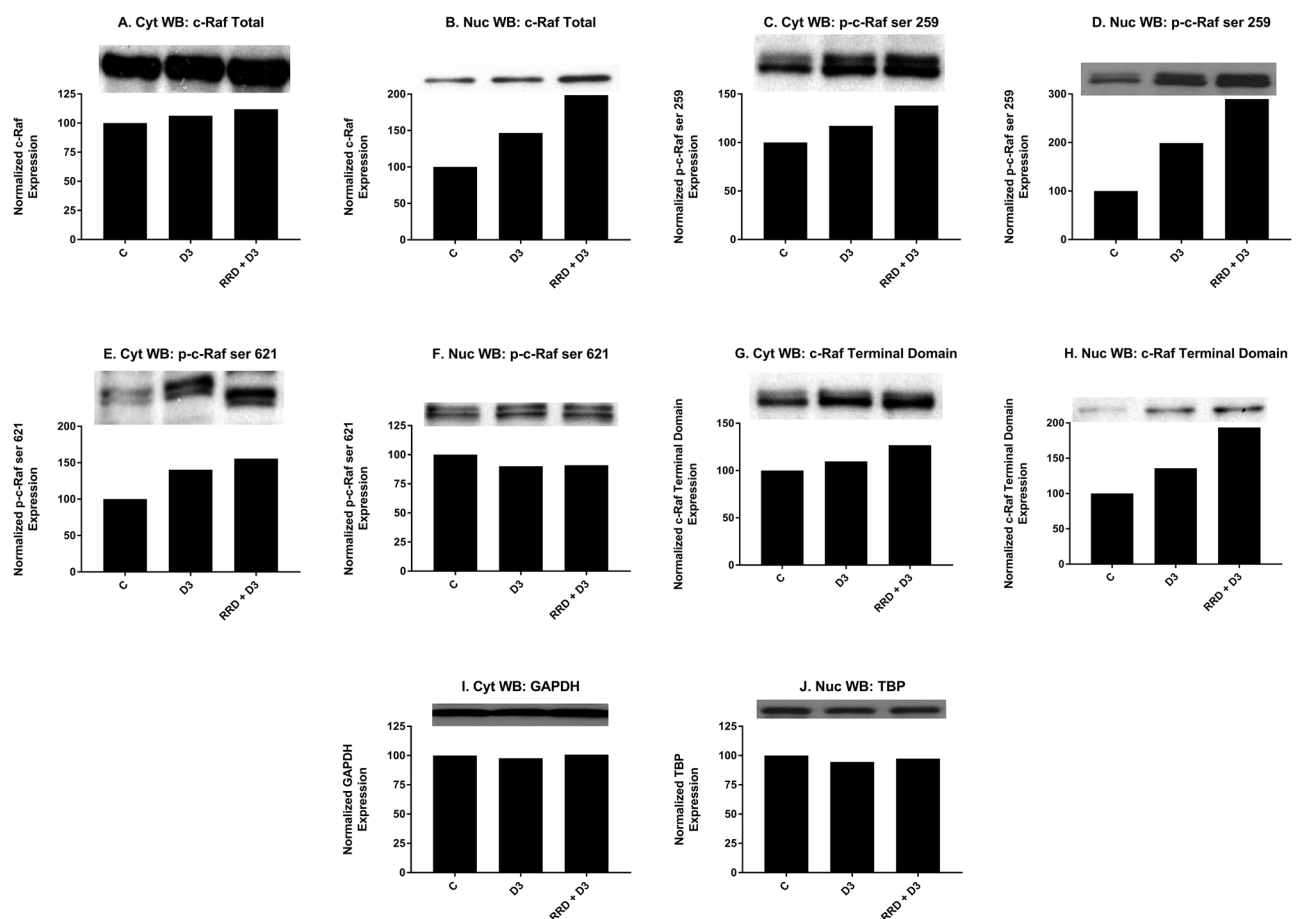 A. Cyt WB: c-Raf Total
Normalized c-Raf
Expression
125
100
75
50
25
0
C
D3
RRD + D3
B. Nuc WB: c-Raf Total
Normalized c-Raf
Expression
200
150
100
50
0
C
D3
RRD + D3
C. Cyt WB: p-c-Raf ser 259
Normalized p-c-Raf ser 259
Expression
150
100
50
0
C
D3
RRD + D3
D. Nuc WB: p-c-Raf ser 259
Normalized p-c-Raf ser 259
Expression
300
200
100
0
C
D3
RRD + D3
E. Cyt WB: p-c-Raf ser 621
Normalized p-c-Raf ser 621
Expression
200
150
100
50
0
C
D3
RRD + D3
F. Nuc WB: p-c-Raf ser 621
Normalized p-c-Raf ser 621
Expression
125
100
75
50
25
0
C
D3
RRD + D3
G. Cyt WB: c-Raf Terminal Domain
Normalized c-Raf Terminal Domain
Expression
150
100
50
0
C
D3
RRD + D3
H. Nuc WB: c-Raf Terminal Domain
Normalized c-Raf Terminal Domain
Expression
200
150
100
50
0
C
D3
RRD + D3
I. Cyt WB: GAPDH
Normalized GAPDH
Expression
125
100
75
50
25
0
C
D3
RRD + D3
J. Nuc WB: TBP
Normalized TBP
Expression
125
100
75
50
25
0
C
D3
RRD + D3